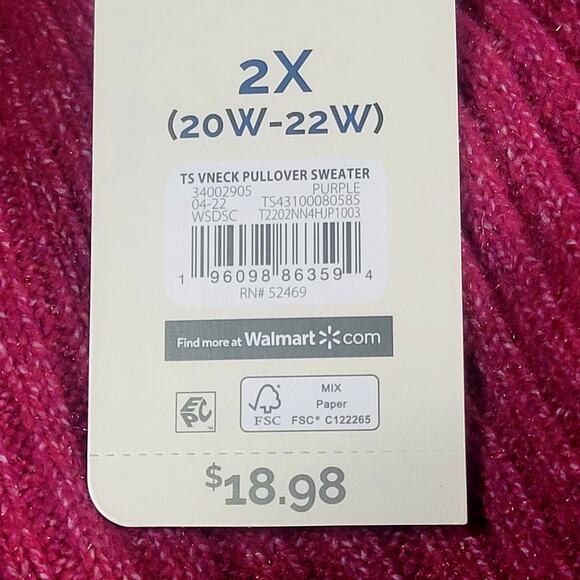 2X
(20W-22W)
TS VNECK PULLOVER SWEATER
34002905 PURPLE
04-22 TS43100080585
WSDSC T2202NN4HJP1003
1 96098 86359 4
RN# 52469
Find more at Walmart com
EPC™
FSC
MIX
Paper
FSC® C122265
$18.98